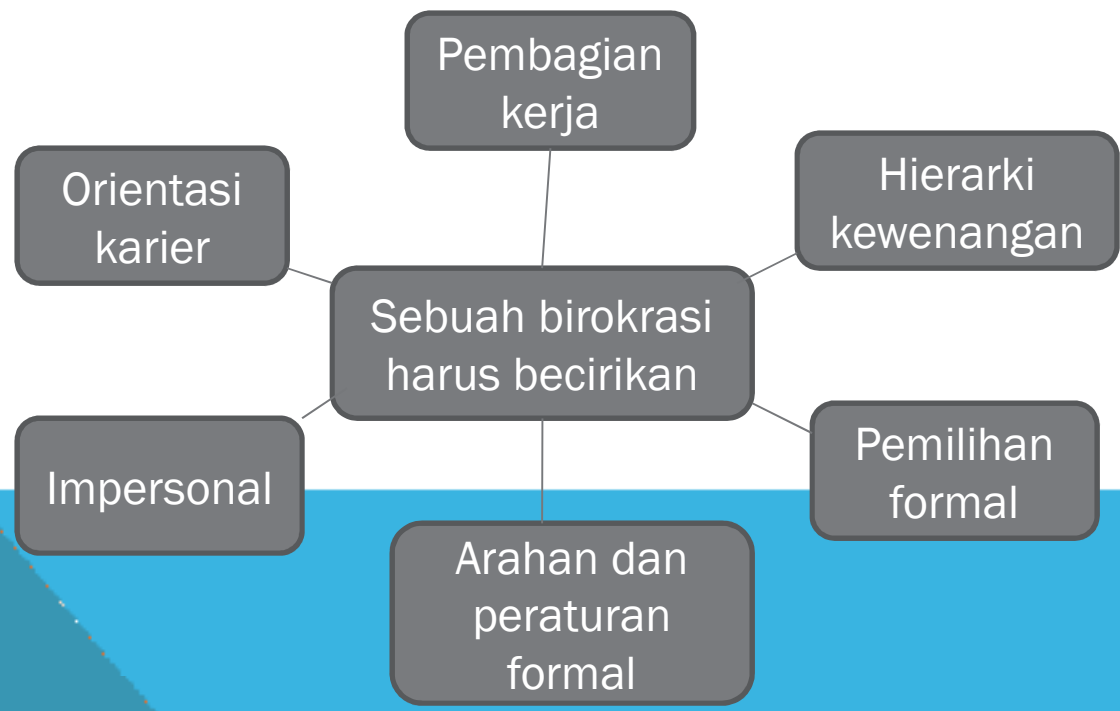 Pembagian
kerja
Orientasi
karier
Hierarki
kewenangan
Sebuah birokrasi
harus becirikan
Impersonal
Pemilihan
formal
Arahan dan
peraturan
formal